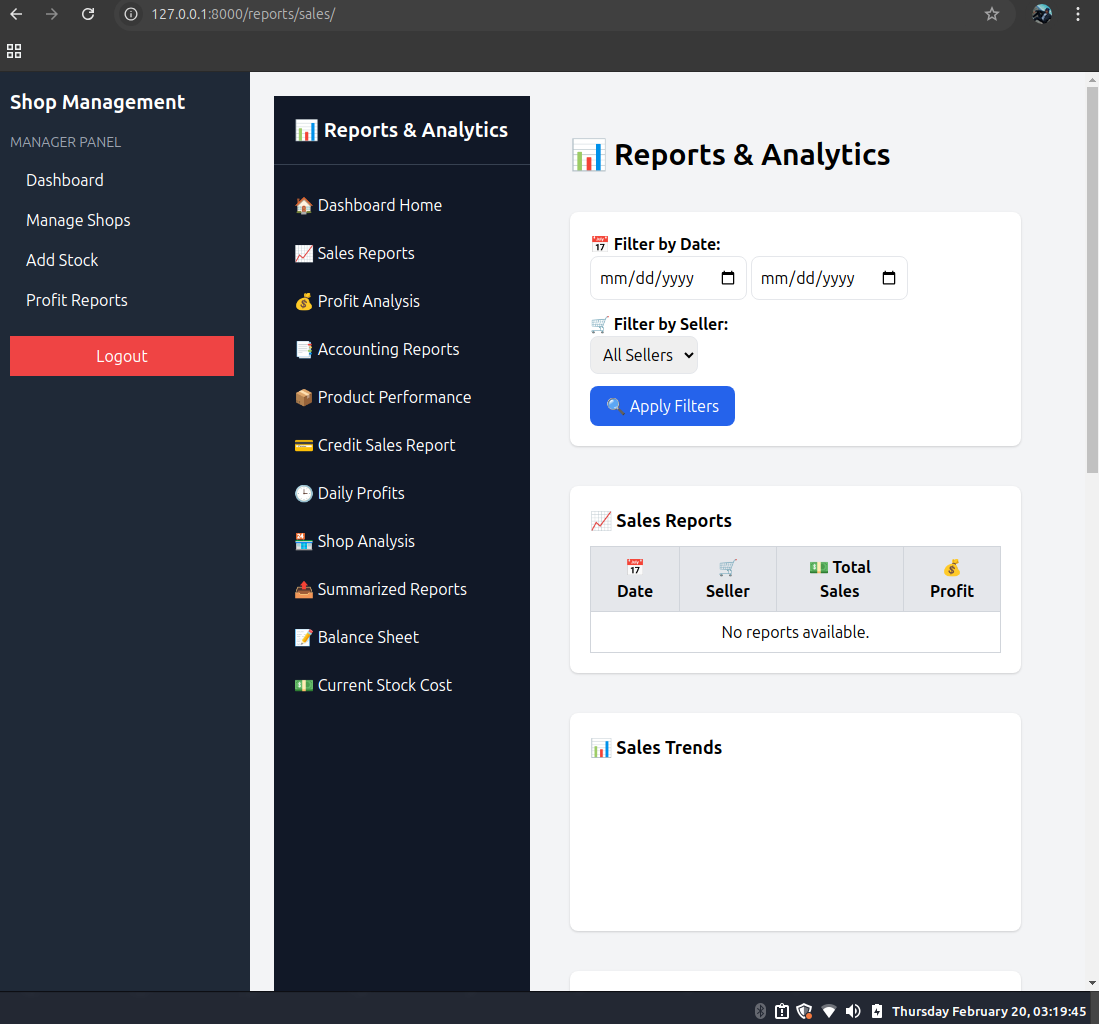 127.0.0.1:8000/reports/sales/
Shop Management
MANAGER PANEL
Dashboard
Manage Shops
Add Stock
Profit Reports
Logout
Reports & Analytics
Dashboard Home
Sales Reports
Profit Analysis
Accounting Reports
Product Performance
Credit Sales Report
Daily Profits
Shop Analysis
Summarized Reports
Balance Sheet
Current Stock Cost
Reports & Analytics
Filter by Date:
mm/dd/yyyy mm/dd/yyyy
Filter by Seller:
All Sellers
Apply Filters
Sales Reports
Date
Seller
Total
Sales
Profit
No reports available.
Sales Trends
Thursday February 20, 03:19:45